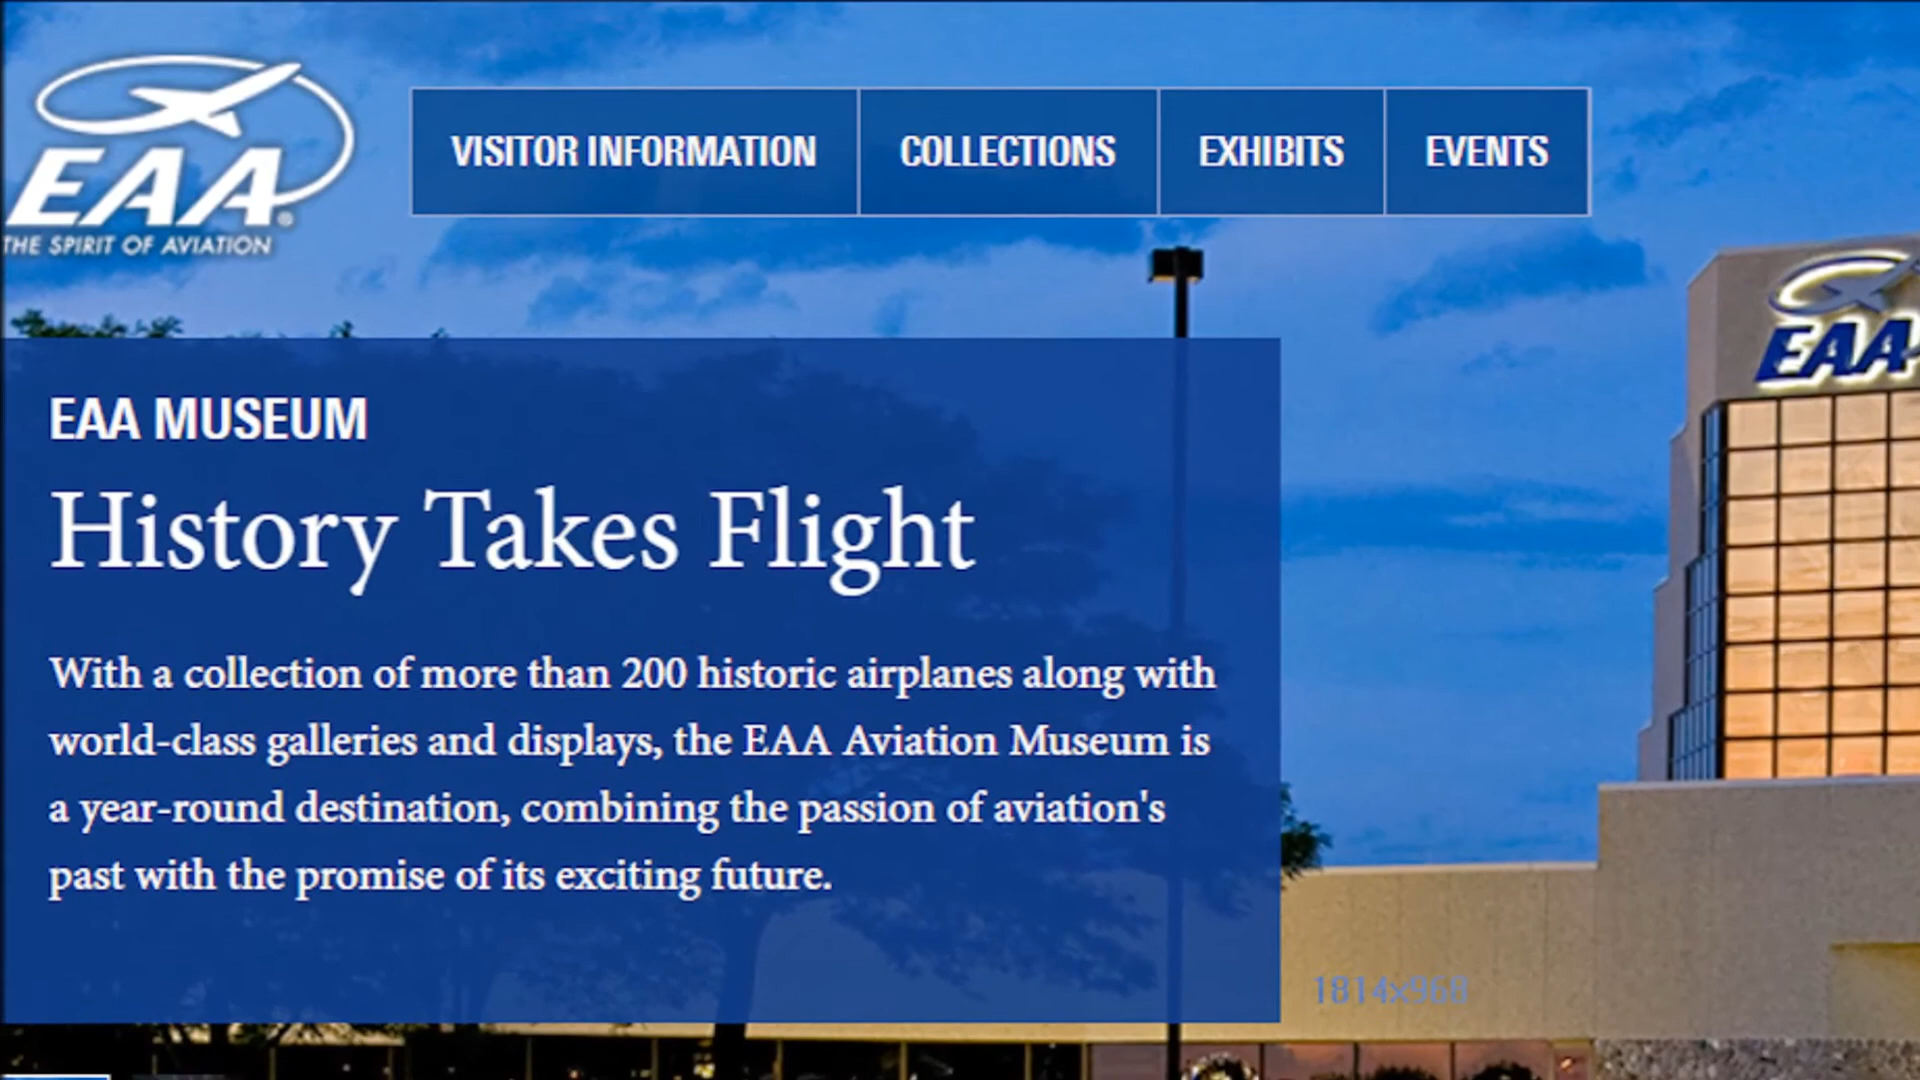 EAA
THE SPIRIT OF AVIATION
VISITOR INFORMATION
COLLECTIONS
EXHIBITS
EVENTS
EAA
EAA MUSEUM
History Takes Flight
With a collection of more than 200 historic airplanes along with
world-class galleries and displays, the EAA Aviation Museum is
a year-round destination, combining the passion of aviation's
past with the promise of its exciting future.
1814x968